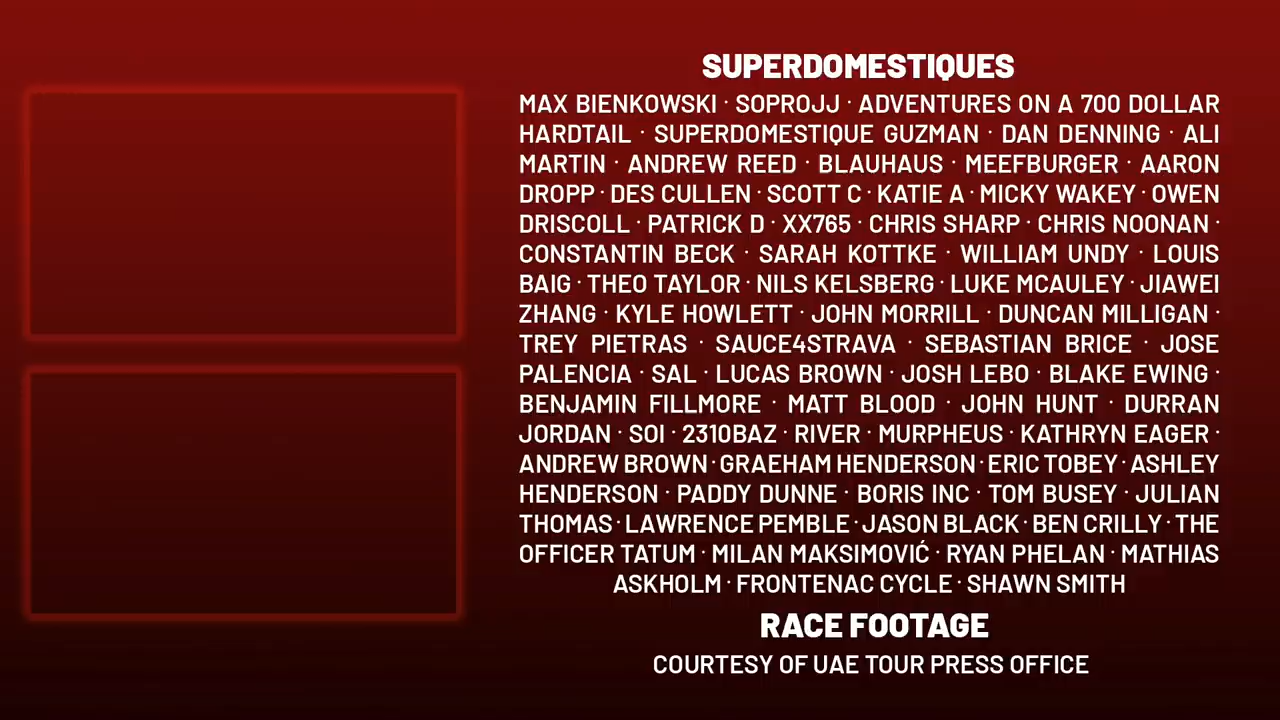 SUPERDOMESTIQUES
MAX BIENKOWSKI · SOPROJJ · ADVENTURES ON A 700 DOLLAR
HARDTAIL · SUPERDOMESTIQUE GUZMAN · DAN DENNING · ALI
MARTIN · ANDREW REED · BLAUHAUS · MEEFBURGER · AARON
DROPP · DES CULLEN · SCOTT C · KATIE A · MICKY WAKEY · OWEN
DRISCOLL · PATRICK D · XX765 · CHRIS SHARP · CHRIS NOONAN ·
CONSTANTIN BECK · SARAH KOTTKE · WILLIAM UNDY · LOUIS
BAIG · THEO TAYLOR · NILS KELSBERG · LUKE MCAULEY · JIAWEI
ZHANG · KYLE HOWLETT · JOHN MORRILL · DUNCAN MILLIGAN ·
TREY PIETRAS · SAUCE4STRAVA · SEBASTIAN BRICE · JOSE
PALENCIA · SAL · LUCAS BROWN · JOSH LEBO · BLAKE EWING ·
BENJAMIN FILLMORE · MATT BLOOD · JOHN HUNT · DURRAN
JORDAN · SOI · 2310BAZ · RIVER · MURPHEUS · KATHRYN EAGER ·
ANDREW BROWN · GRAEHAM HENDERSON · ERIC TOBEY · ASHLEY
HENDERSON · PADDY DUNNE · BORIS INC · TOM BUSEY · JULIAN
THOMAS · LAWRENCE PEMBLE · JASON BLACK · BEN CRILLY · THE
OFFICER TATUM · MILAN MAKSIMOVIĆ · RYAN PHELAN · MATHIAS
ASKHOLM · FRONTENAC CYCLE · SHAWN SMITH
RACE FOOTAGE
COURTESY OF UAE TOUR PRESS OFFICE